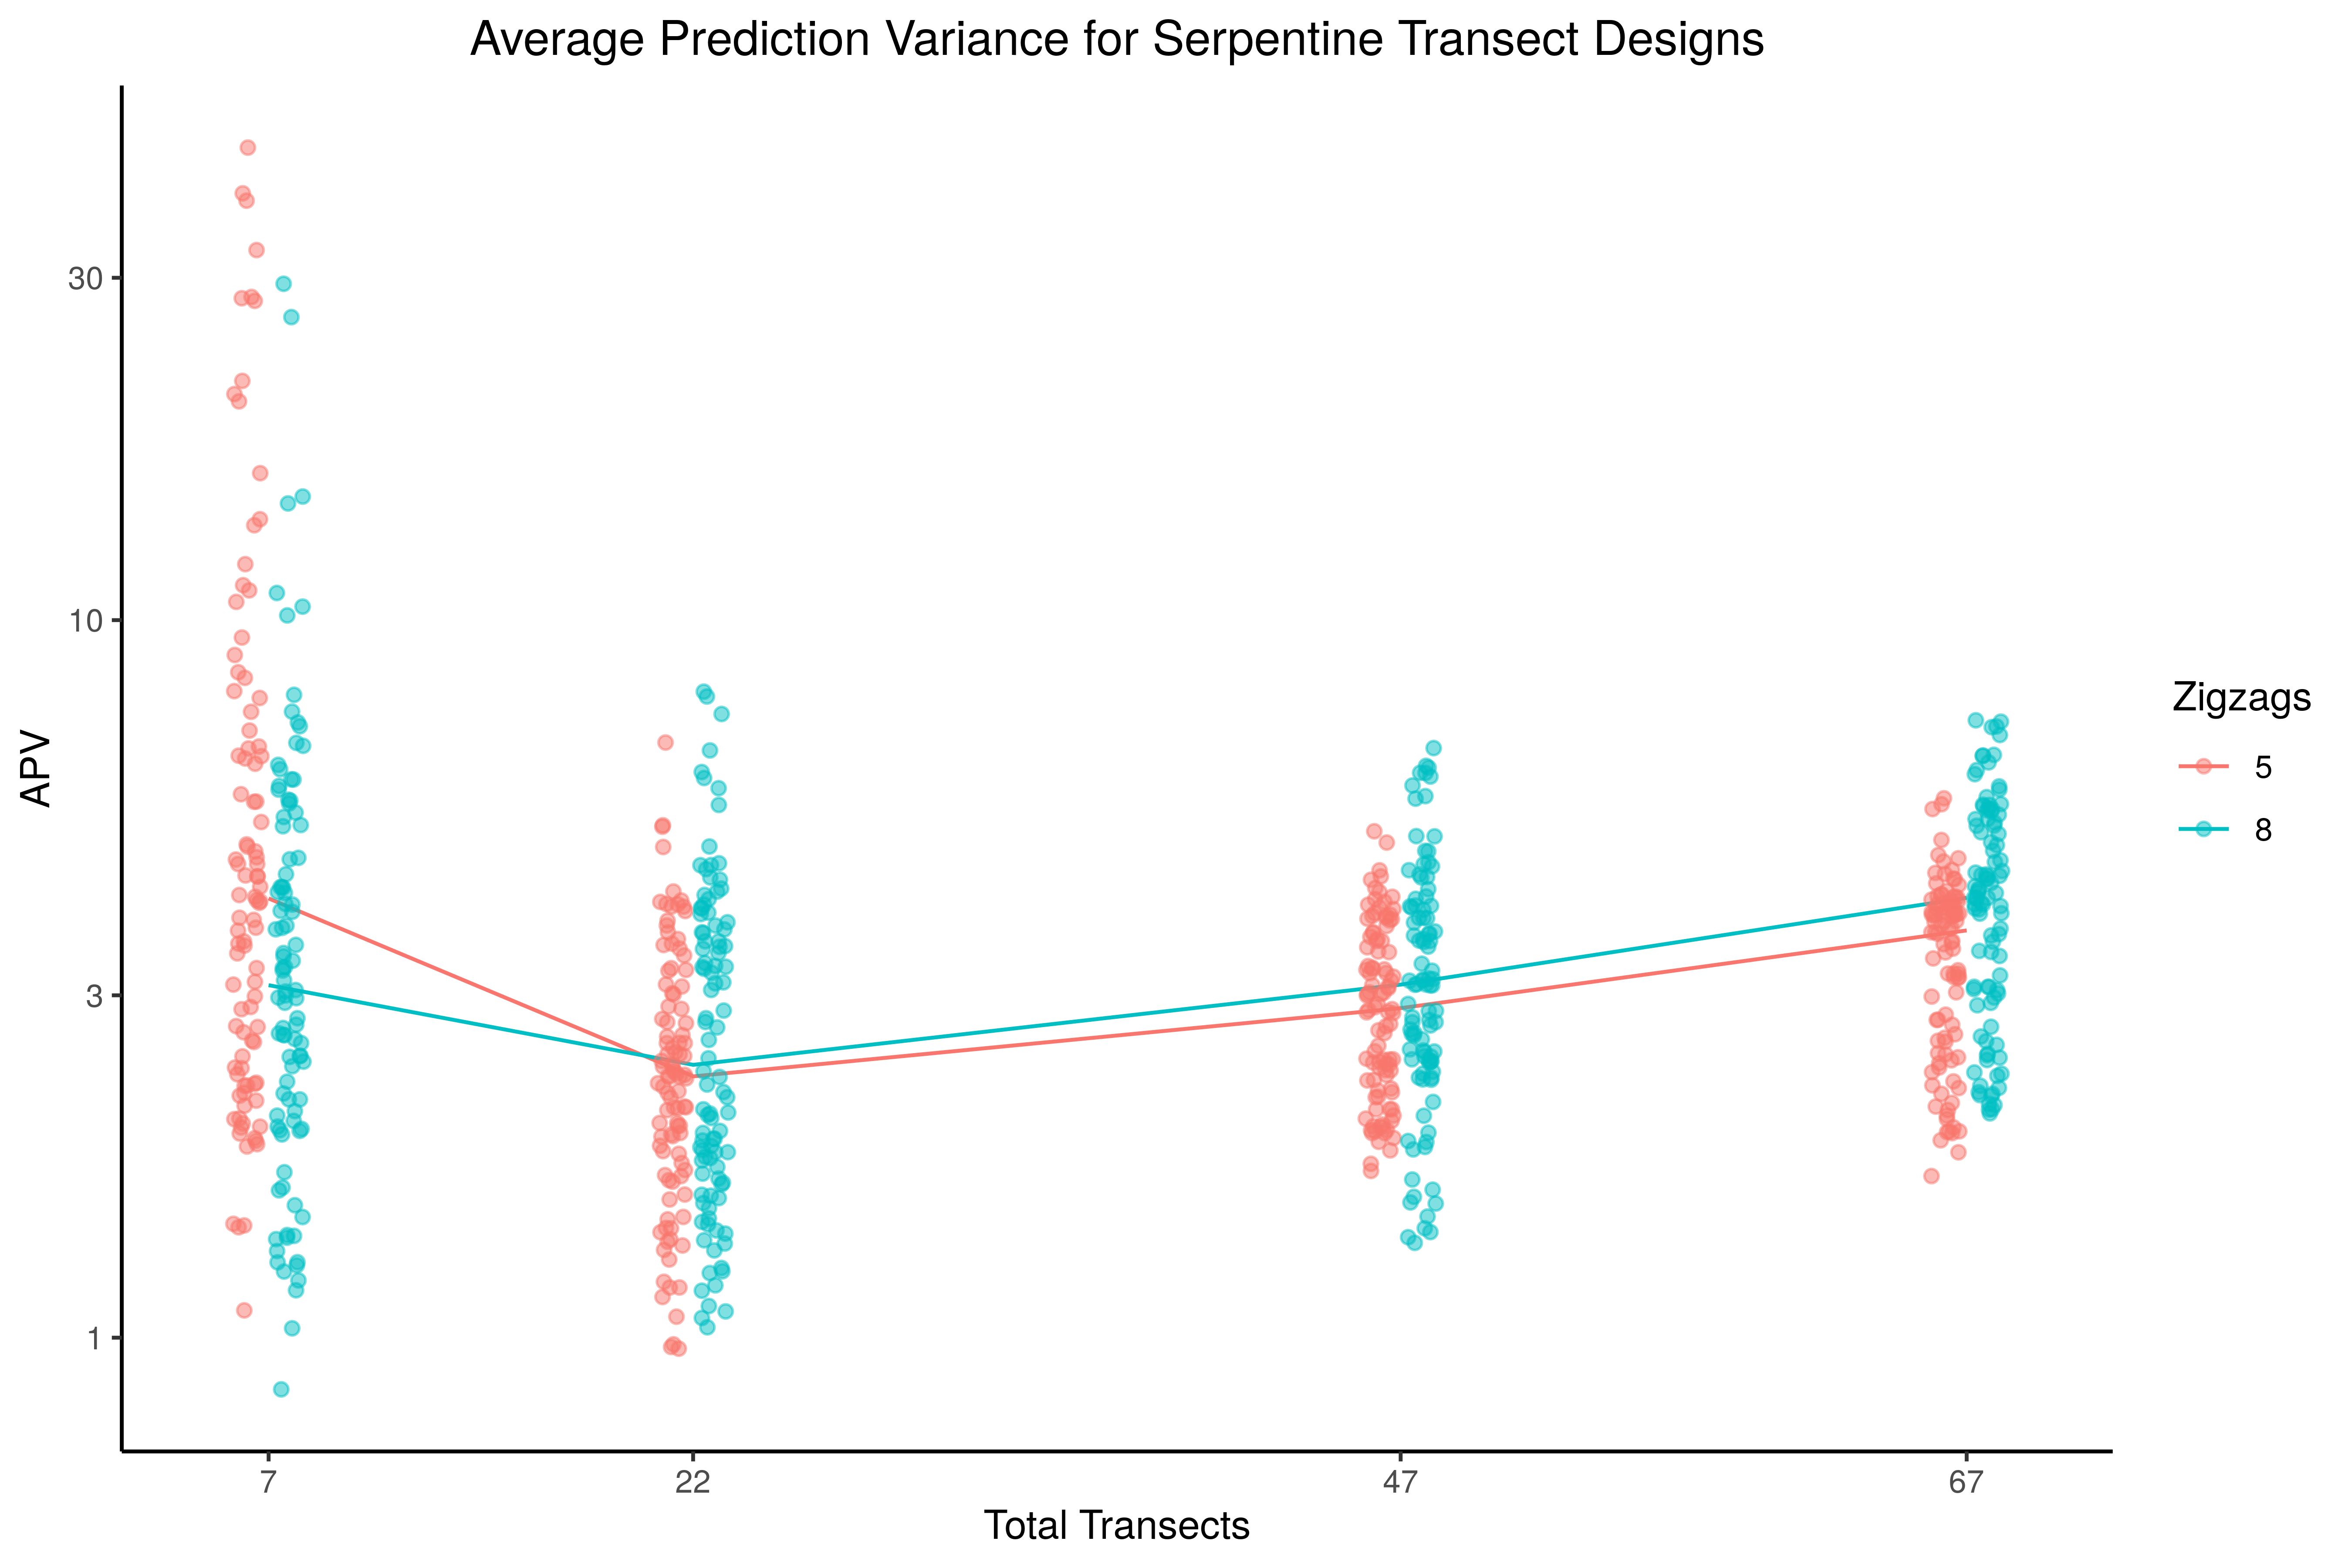 Average Prediction Variance for Serpentine Transect Designs
APV
30
10
3
1
7 22 47 67
Total Transects
Zigzags
5
8